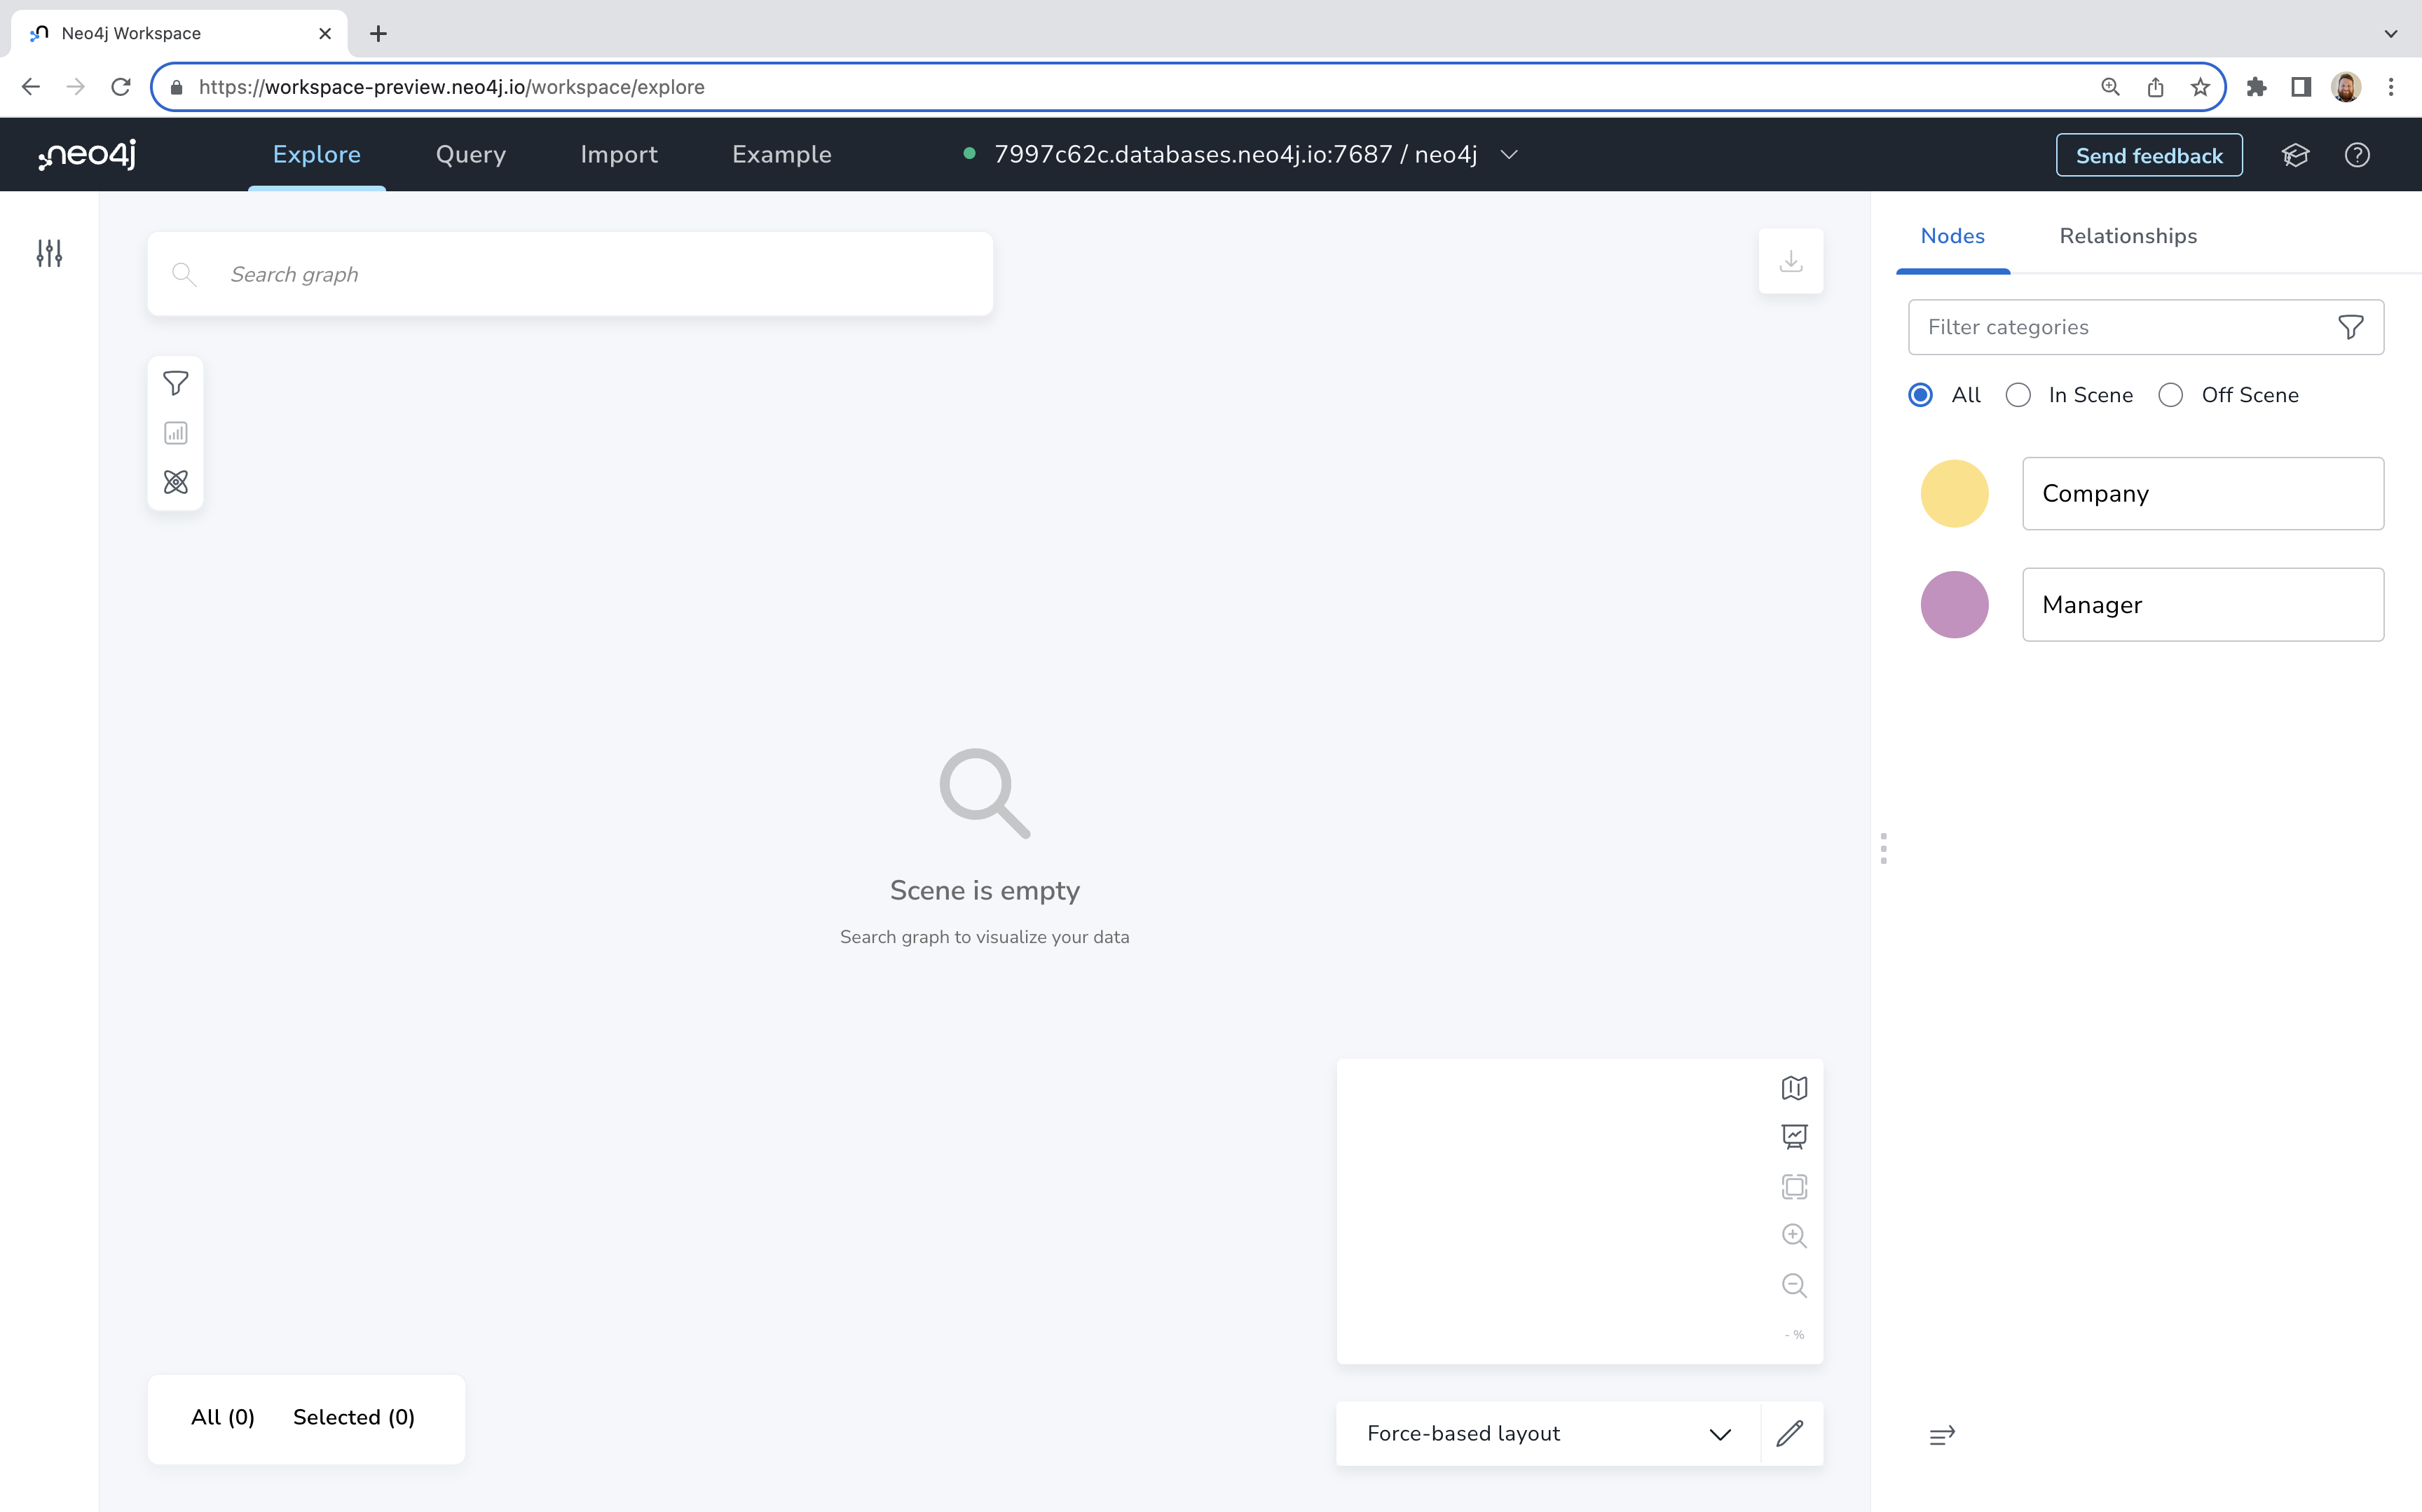 Neo4j Workspace
https://workspace-preview.neo4j.io/workspace/explore
neo4j
Explore
Query
Import
Example
7997c62c.databases.neo4j.io:7687 / neo4j
Send feedback
Search graph
Nodes
Relationships
Filter categories
All
In Scene
Off Scene
Company
Manager
Scene is empty
Search graph to visualize your data
- %
All (0)
Selected (0)
Force-based layout